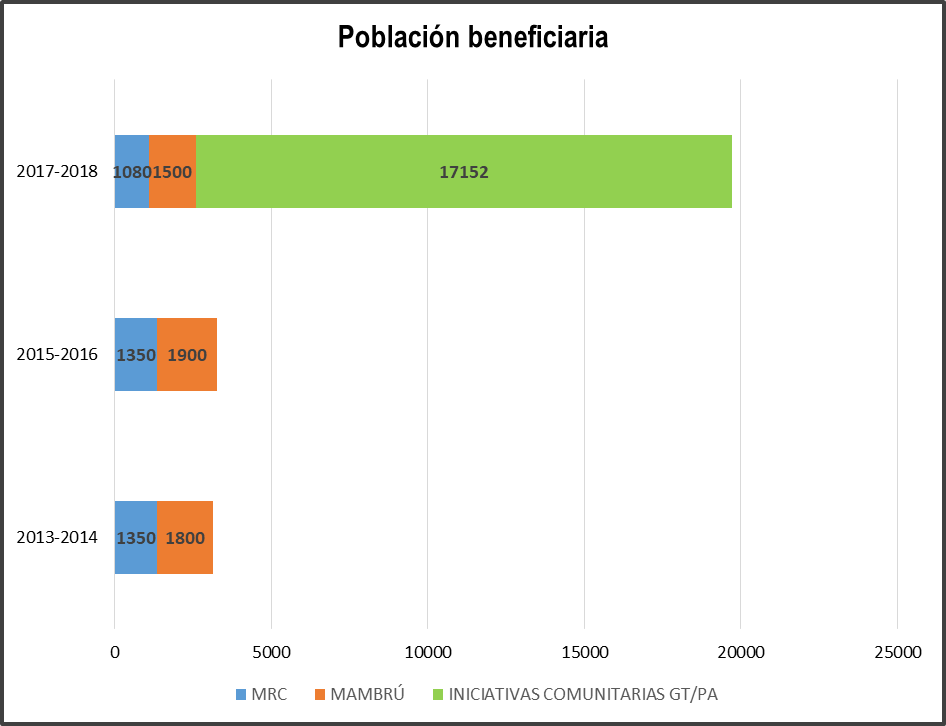 Población beneficiaria
2017-2018
1080 1500 17152
2015-2016
1350 1900
2013-2014
1350 1800
0 5000 10000 15000 20000 25000
MRC MAMBRÚ INICIATIVAS COMUNITARIAS GT/PA